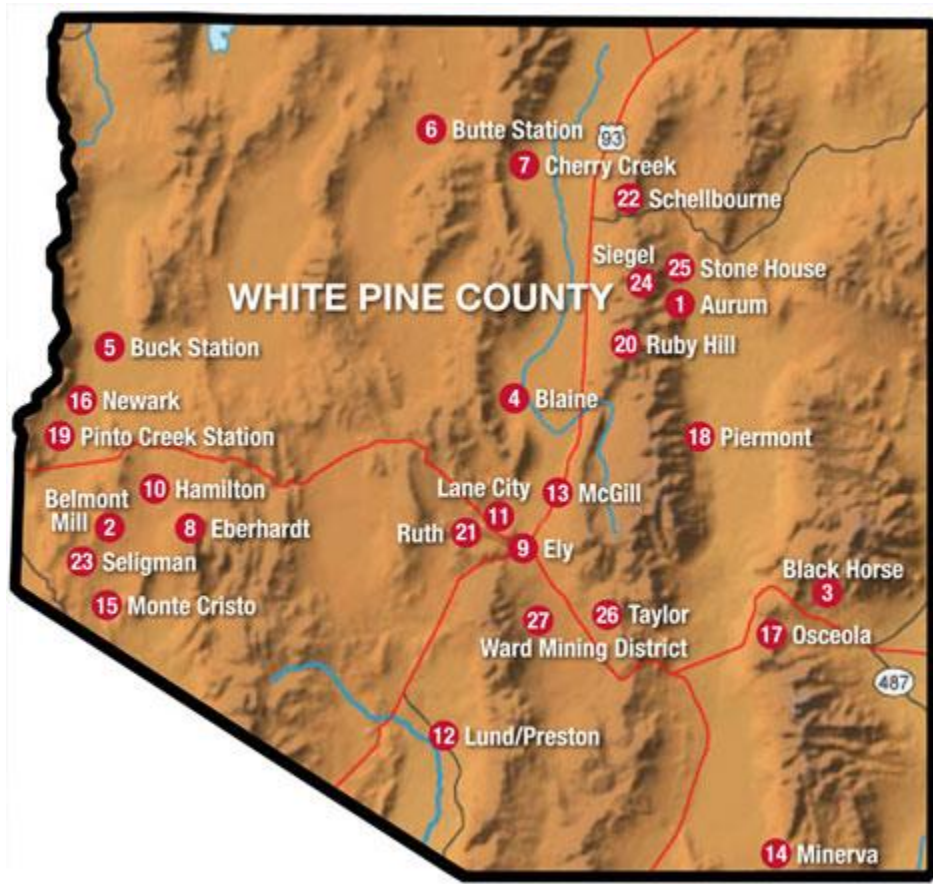 6 Butte Station
93
7 Cherry Creek
22 Schellbourne
Siegel
24
25 Stone House
WHITE PINE COUNTY
1 Aurum
5 Buck Station
20 Ruby Hill
16 Newark
4 Blaine
19 Pinto Creek Station
18 Piermont
10 Hamilton
Lane City
11
13 McGill
Belmont
Mill 2
8 Eberhardt
Ruth 21
9 Ely
23 Seligman
Black Horse
3
15 Monte Cristo
27
Ward Mining District
26 Taylor
17 Osceola
487
12 Lund/Preston
14 Minerva